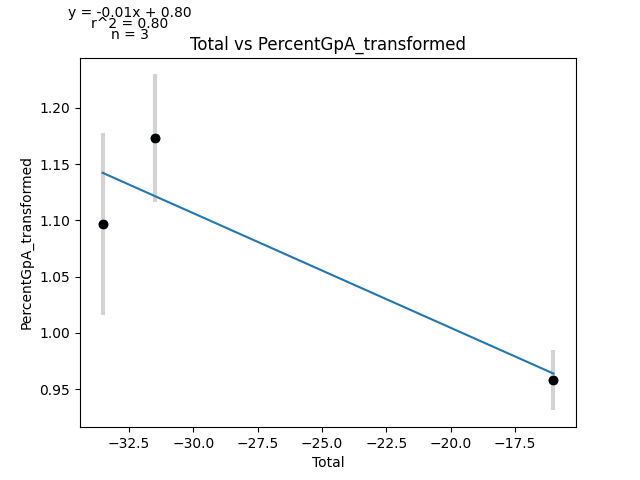 y = -0.01x + 0.80
r^2 = 0.80
n = 3
Total vs PercentGpA_transformed
1.20
1.15
1.10
1.05
1.00
0.95
PercentGpA_transformed
−32.5 −30.0 −27.5 −25.0 −22.5 −20.0 −17.5
Total